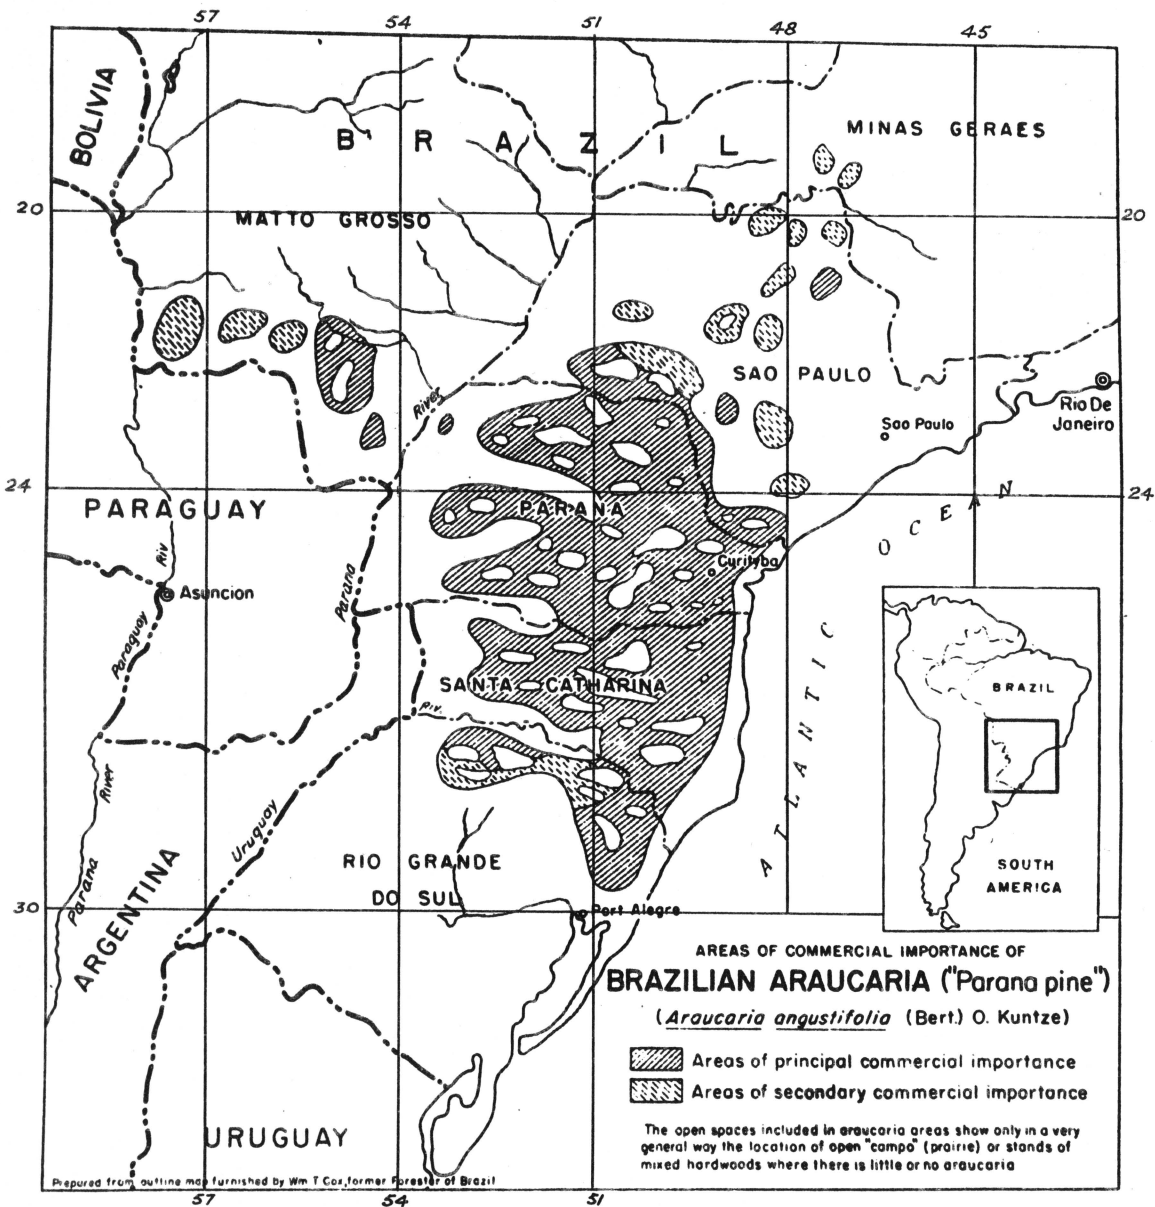 57 54 51 48 45
BOLIVIA
BRAZIL
MINAS GERAES
20
MATTO GROSSO
20
SAO PAULO
River
Rio De
Janeiro
Sao Paulo
24
PARAGUAY
PARANA
24
ATLANTIC OCEAN
Riv
Curityba
Asuncion
Parana
Paraguay
SANTA CATHARINA
BRAZIL
Riv.
River
Uruguay
RIO GRANDE
DO SUL
SOUTH
AMERICA
Parana
ARGENTINA
30
Port Alegre
AREAS OF COMMERCIAL IMPORTANCE OF
BRAZILIAN ARAUCARIA ("Parana pine")
(Araucaria angustifolia (Bert.) O. Kuntze)
Areas of principal commercial importance
Areas of secondary commercial importance
The open spaces included in araucaria areas show only in a very
general way the location of open "campo" (prairie) or stands of
mixed hardwoods where there is little or no araucaria
URUGUAY
Prepared from outline map furnished by Wm T Cox, former Forester of Brazil
57 54 51